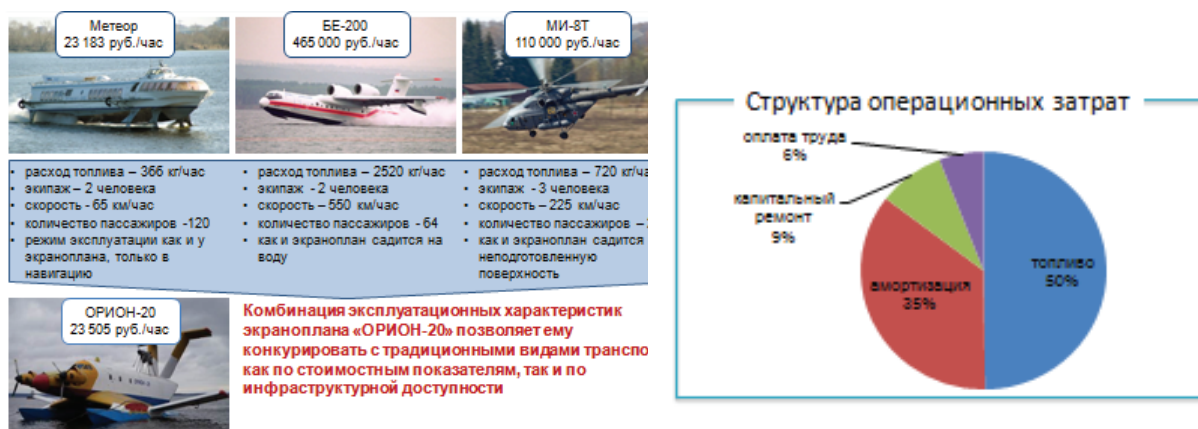 Метеор
23 183 руб./час
БЕ-200
465 000 руб./час
МИ-8Т
110 000 руб./час
• расход топлива – 366 кг/час
• экипаж – 2 человека
• скорость - 65 км/час
• количество пассажиров -120
• режим эксплуатации как и у
экраноплана, только в
навигацию
• расход топлива – 2520 кг/час
• экипаж - 2 человека
• скорость – 550 км/час
• количество пассажиров - 64
• как и экраноплан садится на
воду
• расход топлива – 720 кг/ча
• экипаж - 3 человека
• скорость – 225 км/час
• количество пассажиров –
• как и экраноплан садится
неподготовленную
поверхность
ОРИОН-20
23 505 руб./час
Комбинация эксплуатационных характеристик
экраноплана «ОРИОН-20» позволяет ему
конкурировать с традиционными видами транспо
как по стоимостным показателям, так и по
инфраструктурной доступности
Структура операционных затрат
оплата труда
6%
капитальный
ремонт
9%
амортизация
35%
топливо
50%